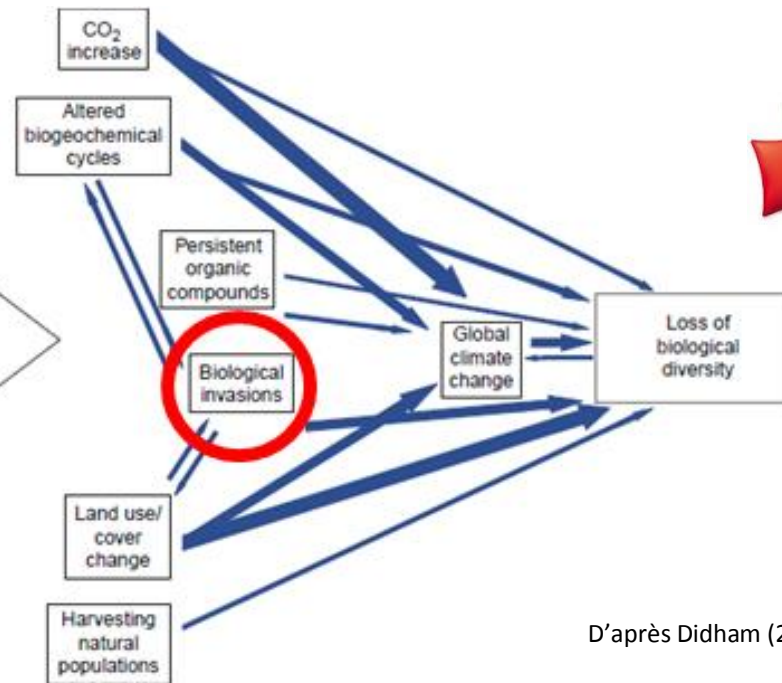 CO₂
increase
Altered
biogeochemical
cycles
Persistent
organic
compounds
Biological
invasions
Global
climate
change
Loss of
biological
diversity
Land use/
cover
change
Harvesting
natural
populations
D'après Didham (2